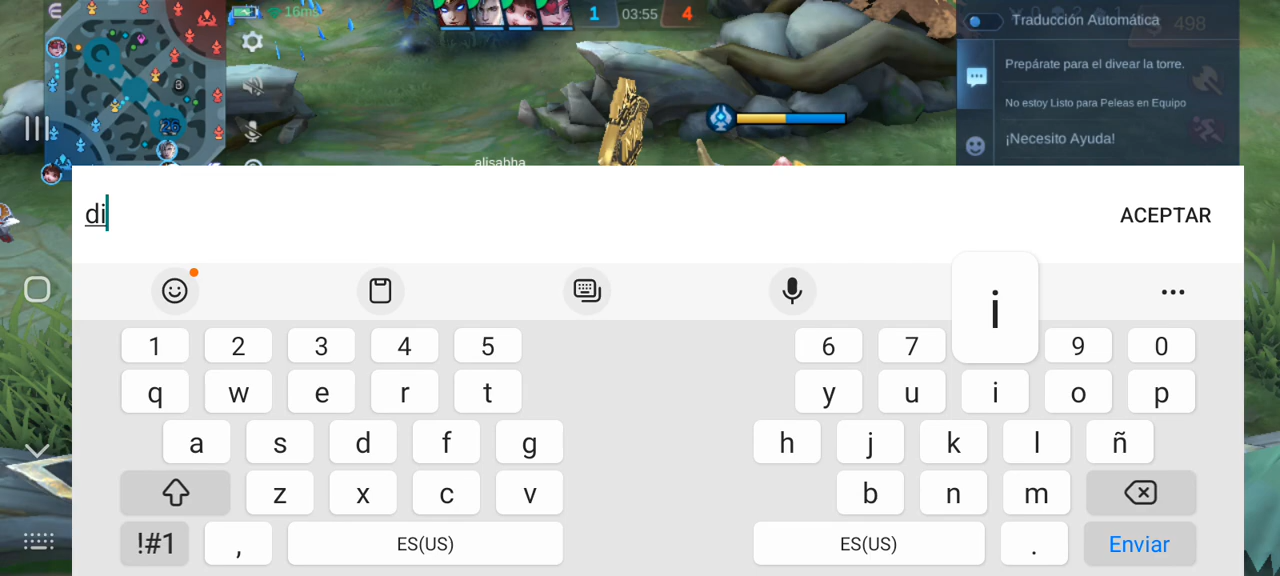 16ms
1 03:55 4
498
Traducción Automática
Prepárate para el divear la torre.
No estoy Listo para Peleas en Equipo
¡Necesito Ayuda!
alisabha
di
ACEPTAR
i
1 2 3 4 5 6 7 9 0
q w e r t y u i o p
a s d f g h j k l ñ
z x c v b n m
!#1 , ES(US) ES(US) . Enviar